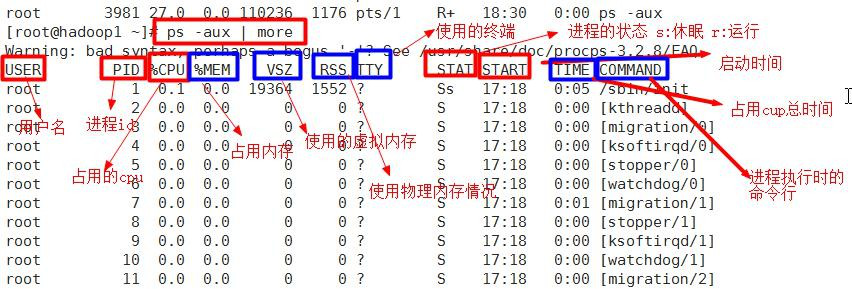 root 3981 27.0 0.0 110236 1176 pts/1 R+ 18:30 0:00 ps -aux
[root@hadoop1 ~]# ps -aux | more
使用的终端
进程的状态 s:休眠 r:运行
Warning: bad syntax, perhaps a bogus '-'? See /usr/share/doc/procps-3.2.8/FAQ
启动时间
USER PID %CPU %MEM VSZ RSS TTY STAT START TIME COMMAND
root 1 0.1 0.0 19364 1552 ? Ss 17:18 0:05 /sbin/init
root 2 0.0 0.0 0 0 ? S 17:18 0:00 [kthreadd]
占用cup总时间
用户名
进程id
root 3 0.0 0.0 0 0 ? S 17:18 0:00 [migration/0]
占用内存
使用的虚拟内存
root 4 0.0 0.0 0 0 ? S 17:18 0:00 [ksoftirqd/0]
root 5 0.0 0.0 0 0 ? S 17:18 0:00 [stopper/0]
占用的cpu
进程执行时的
命令行
root 6 0.0 0.0 0 0 ? S 17:18 0:00 [watchdog/0]
使用物理内存情况
root 7 0.0 0.0 0 0 ? S 17:18 0:01 [migration/1]
root 8 0.0 0.0 0 0 ? S 17:18 0:00 [stopper/1]
root 9 0.0 0.0 0 0 ? S 17:18 0:00 [ksoftirqd/1]
root 10 0.0 0.0 0 0 ? S 17:18 0:00 [watchdog/1]
root 11 0.0 0.0 0 0 ? S 17:18 0:00 [migration/2]